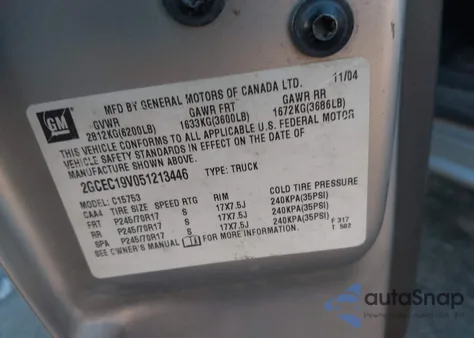 MFD BY GENERAL MOTORS OF CANADA LTD. 11/04
GM GVWR GAWR FRT GAWR RR
2812KG(6200LB) 1633KG(3600LB) 1672KG(3686LB)
THIS VEHICLE CONFORMS TO ALL APPLICABLE U.S. FEDERAL MOTOR
VEHICLE SAFETY STANDARDS IN EFFECT ON THE DATE OF
MANUFACTURE SHOWN ABOVE.
2GCEC19V051213446 TYPE: TRUCK
MODEL: C15753
CAA4 TIRE SIZE SPEED RTG RIM COLD TIRE PRESSURE
FRT P245/70R17 S 17X7.5J 240KPA(35PSI)
RR P245/70R17 S 17X7.5J 240KPA(35PSI)
SPA P245/70R17 S 17X7.5J 240KPA(35PSI)
SEE OWNER'S MANUAL FOR MORE INFORMATION.
F 317
T 502
autoSnap